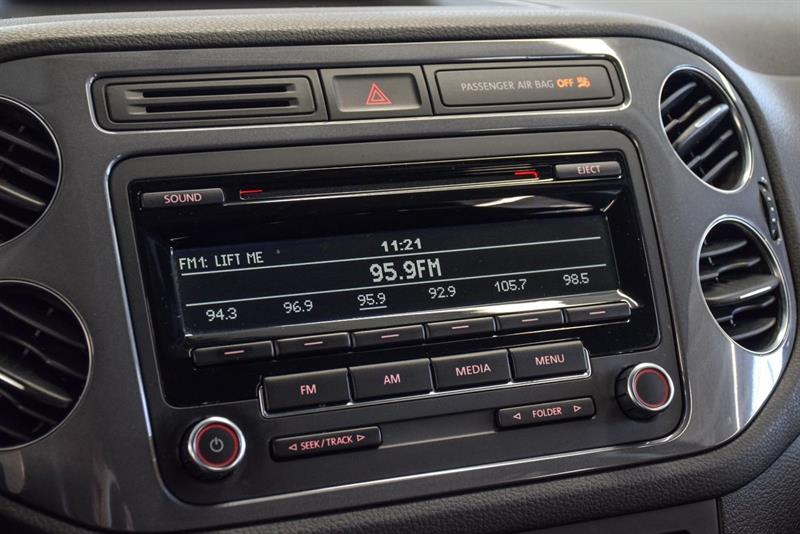 PASSENGER AIR BAG OFF
SOUND
EJECT
11:21
FM1: LIFT ME
95.9FM
94.3 96.9 95.9 92.9 105.7 98.5
FM AM MEDIA MENU
◁ SEEK/TRACK ▷
◁ FOLDER ▷